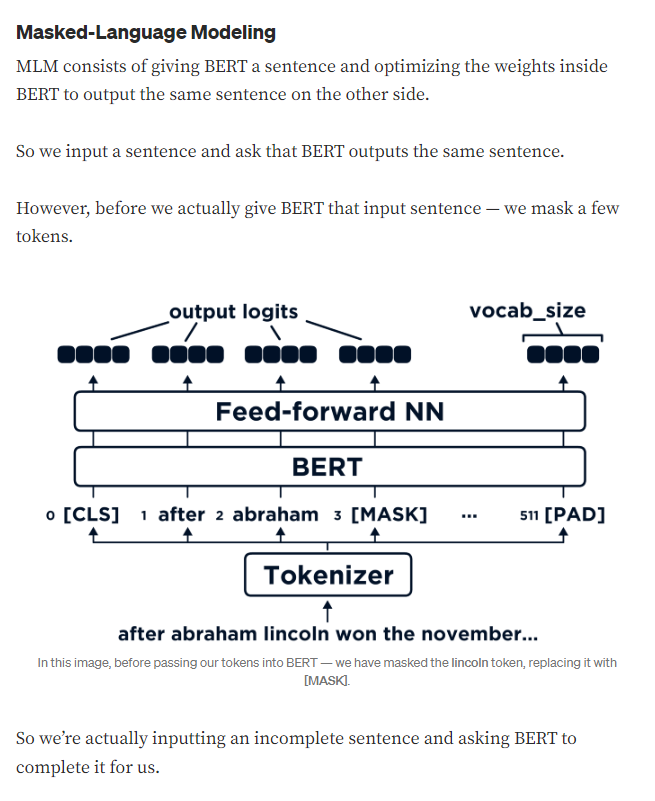 Masked-Language Modeling
MLM consists of giving BERT a sentence and optimizing the weights inside
BERT to output the same sentence on the other side.
So we input a sentence and ask that BERT outputs the same sentence.
However, before we actually give BERT that input sentence — we mask a few
tokens.
output logits
vocab_size
Feed-forward NN
BERT
0 [CLS] 1 after 2 abraham 3 [MASK] ... 511 [PAD]
Tokenizer
after abraham lincoln won the november...
In this image, before passing our tokens into BERT — we have masked the lincoln token, replacing it with
[MASK].
So we’re actually inputting an incomplete sentence and asking BERT to
complete it for us.